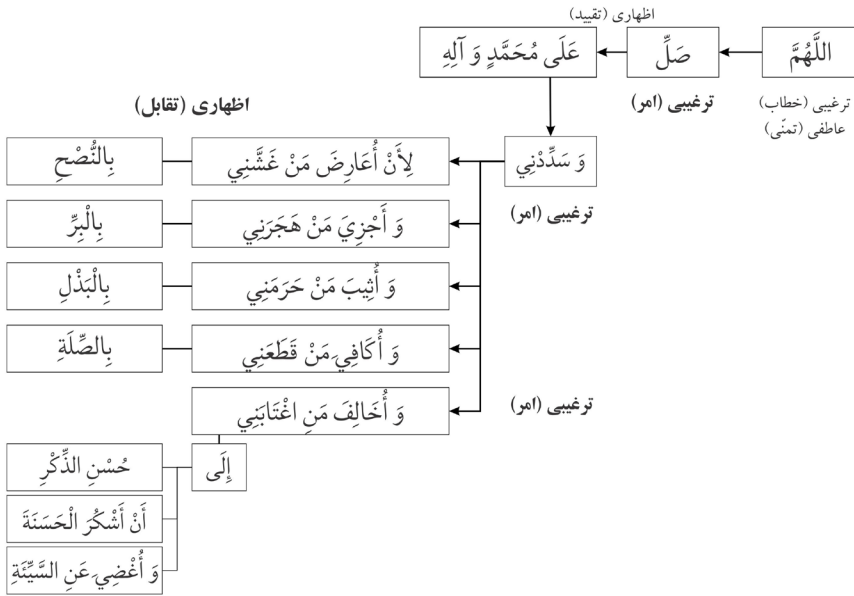 اظهاری (تقیید)
اللَّهُمَّ
صَلِّ
عَلَى مُحَمَّدٍ وَ آلِهِ
ترغیبی (خطاب)
عاطفی (تمنّی)
ترغیبی (امر)
اظهاری (تقابل)
وَ سَدِّدْنِي
لِأَنْ أُعَارِضَ مَنْ غَشَّنِي
بِالنُّصْحِ
ترغیبی (امر)
وَ أَجْزِيَ مَنْ هَجَرَنِي
بِالْبِرِّ
وَ أُثِيبَ مَنْ حَرَمَنِي
بِالْبَذْلِ
وَ أُكَافِيَ مَنْ قَطَعَنِي
بِالصِّلَةِ
ترغیبی (امر)
وَ أُخَالِفَ مَنِ اغْتَابَنِي
إِلَى
حُسْنِ الذِّكْرِ
أَنْ أَشْكُرَ الْحَسَنَةَ
وَ أُغْضِيَ عَنِ السَّيِّئَةِ